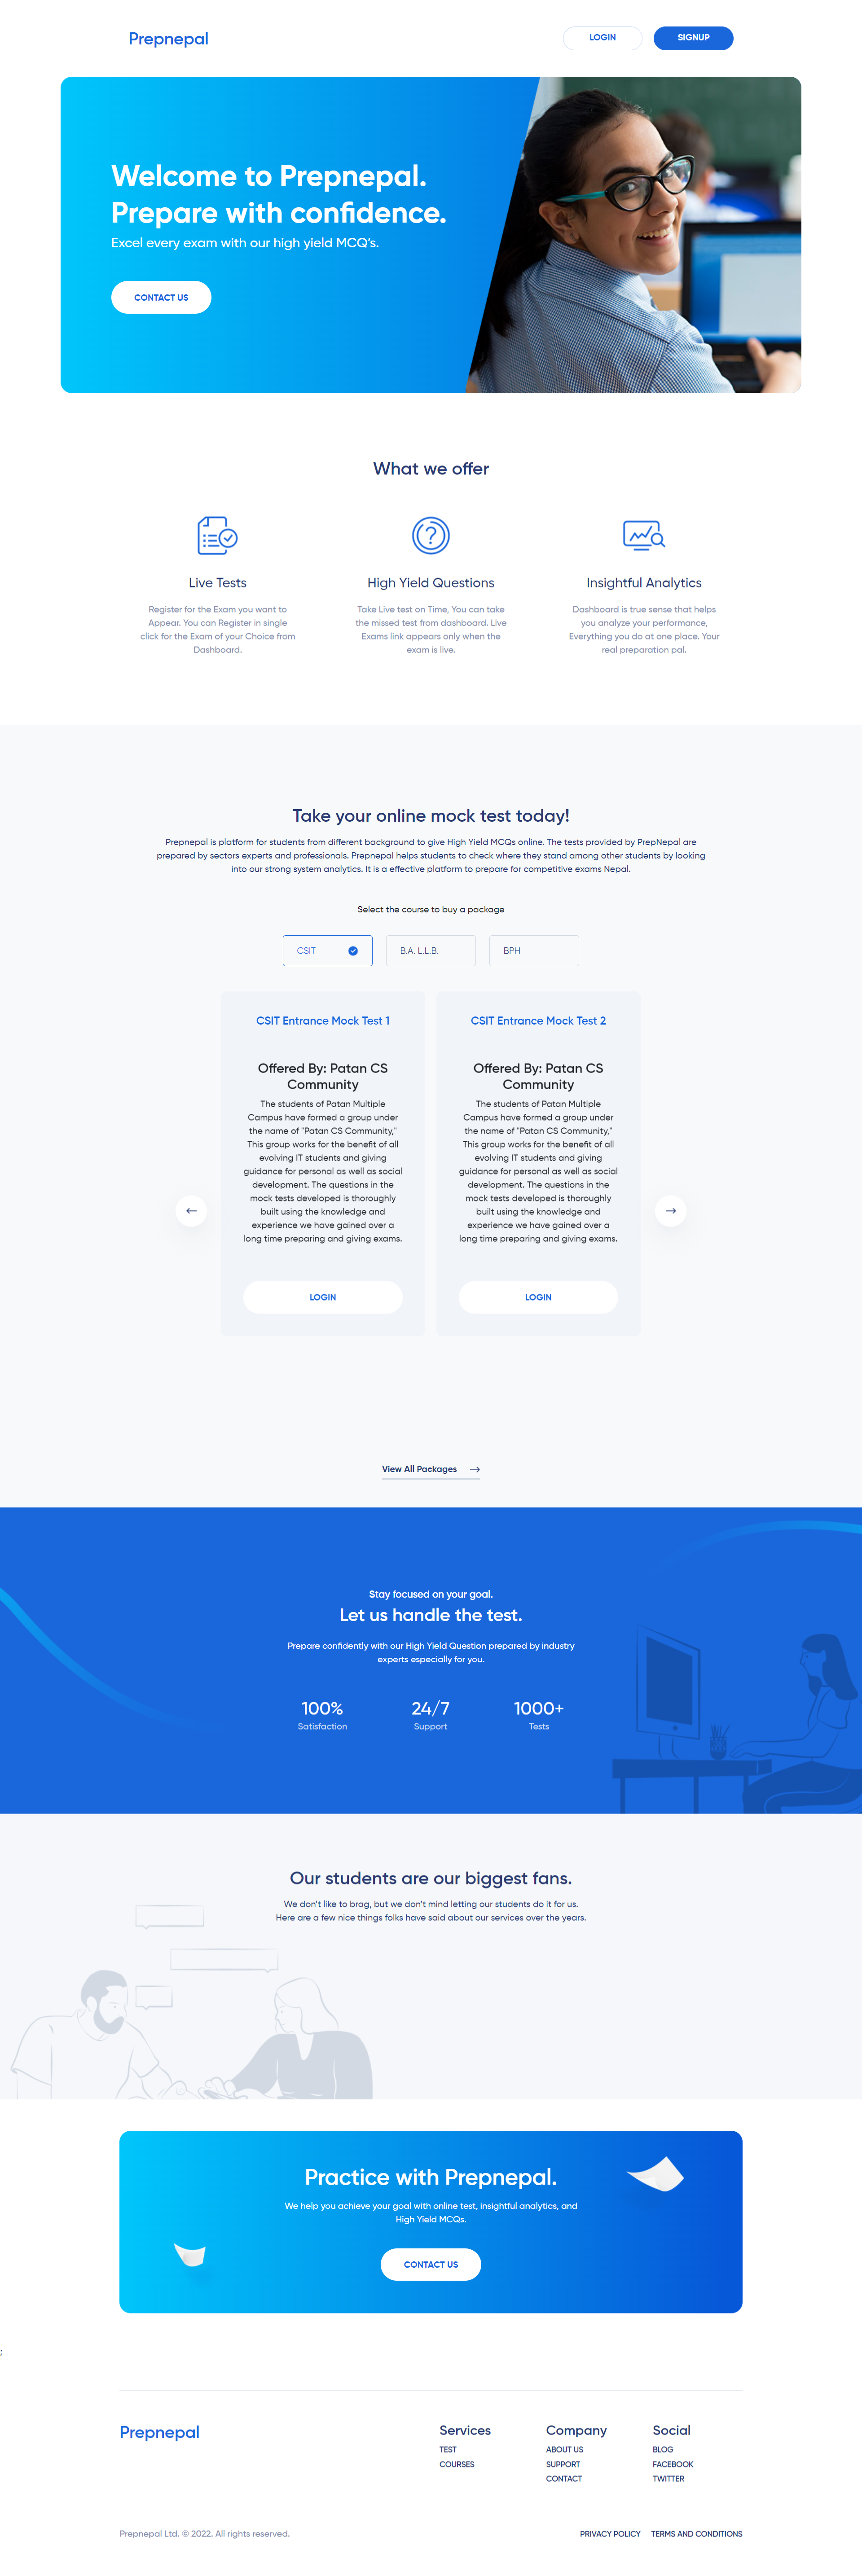 Prepnepal
LOGIN
SIGNUP
Welcome to Prepnepal.
Prepare with confidence.
Excel every exam with our high yield MCQ's.
CONTACT US
What we offer
Live Tests
Register for the Exam you want to
Appear. You can Register in single
click for the Exam of your Choice from
Dashboard.
High Yield Questions
Take Live test on Time, You can take
the missed test from dashboard. Live
Exams link appears only when the
exam is live.
Insightful Analytics
Dashboard is true sense that helps
you analyze your performance,
Everything you do at one place. Your
real preparation pal.
Take your online mock test today!
Prepnepal is platform for students from different background to give High Yield MCQs online. The tests provided by PrepNepal are
prepared by sectors experts and professionals. Prepnepal helps students to check where they stand among other students by looking
into our strong system analytics. It is a effective platform to prepare for competitive exams Nepal.
Select the course to buy a package
CSIT
B.A. L.L.B.
BPH
CSIT Entrance Mock Test 1
Offered By: Patan CS
Community
The students of Patan Multiple
Campus have formed a group under
the name of "Patan CS Community,"
This group works for the benefit of all
evolving IT students and giving
guidance for personal as well as social
development. The questions in the
mock tests developed is thoroughly
built using the knowledge and
experience we have gained over a
long time preparing and giving exams.
LOGIN
CSIT Entrance Mock Test 2
Offered By: Patan CS
Community
The students of Patan Multiple
Campus have formed a group under
the name of "Patan CS Community,"
This group works for the benefit of all
evolving IT students and giving
guidance for personal as well as social
development. The questions in the
mock tests developed is thoroughly
built using the knowledge and
experience we have gained over a
long time preparing and giving exams.
LOGIN
View All Packages
Stay focused on your goal.
Let us handle the test.
Prepare confidently with our High Yield Question prepared by industry
experts especially for you.
100%
Satisfaction
24/7
Support
1000+
Tests
Our students are our biggest fans.
We don't like to brag, but we don't mind letting our students do it for us.
Here are a few nice things folks have said about our services over the years.
Practice with Prepnepal.
We help you achieve your goal with online test, insightful analytics, and
High Yield MCQs.
CONTACT US
;
Prepnepal
Services
TEST
COURSES
Company
ABOUT US
SUPPORT
CONTACT
Social
BLOG
FACEBOOK
TWITTER
Prepnepal Ltd. © 2022. All rights reserved.
PRIVACY POLICY
TERMS AND CONDITIONS